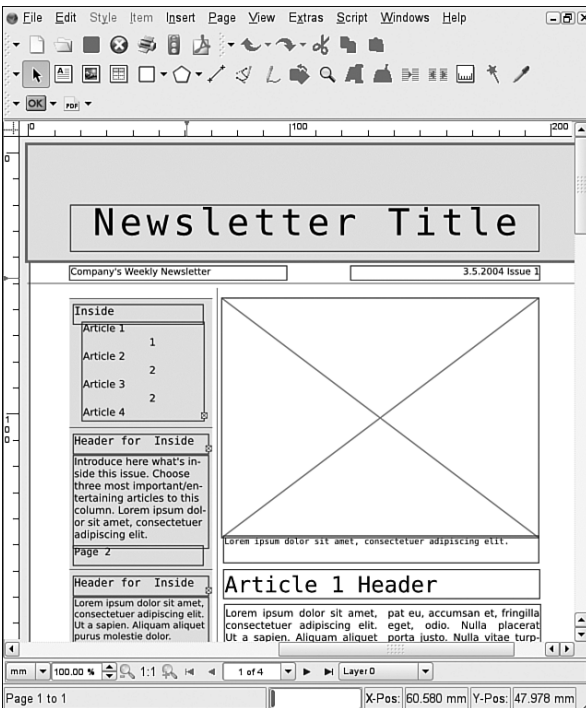 File Edit Style Item Insert Page View Extras Script Windows Help
OK PDF
0 100 200
0
Newsletter Title
Company's Weekly Newsletter 3.5.2004 Issue 1
Inside
Article 1
1
Article 2
2
Article 3
2
Article 4
100
Header for Inside
Introduce here what's in-
side this issue. Choose
three most important/en-
tertaining articles to this
column. Lorem ipsum dol-
or sit amet, consectetuer
adipiscing elit.
Page 2
Header for Inside
Lorem ipsum dolor sit amet,
consectetuer adipiscing elit.
Ut a sapien. Aliquam aliquet
purus molestie dolor.
Lorem ipsum dolor sit amet, consectetuer adipiscing elit.
Article 1 Header
Lorem ipsum dolor sit amet,
consectetuer adipiscing elit.
Ut a sapien. Aliquam aliquet
pat eu, accumsan et, fringilla
eget, odio. Nulla placerat
porta justo. Nulla vitae turp-
mm 100.00 % 1:1 1 of 4 Layer 0
Page 1 to 1 X-Pos: 60.580 mm Y-Pos: 47.978 mm